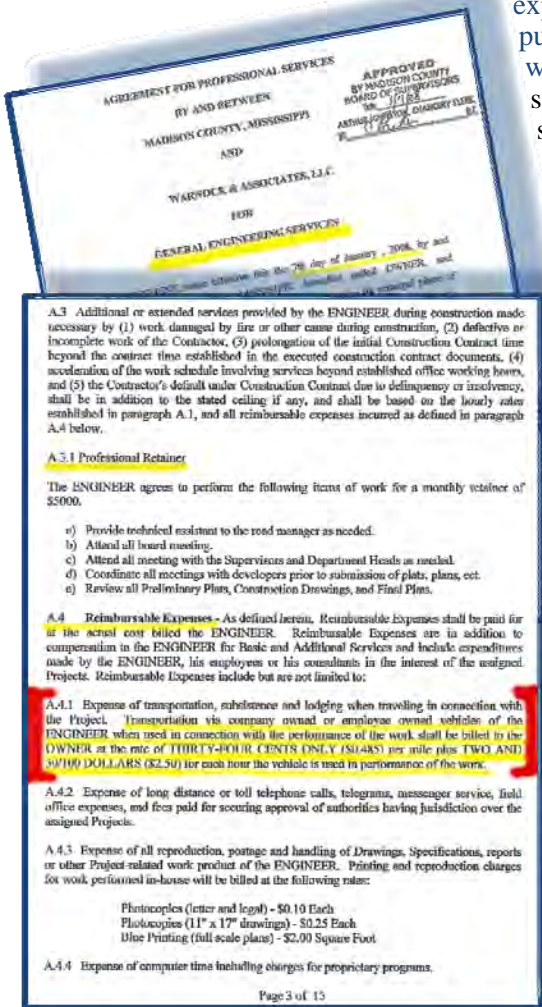 exp
pu
w
s
s
AGREEMENT FOR PROFESSIONAL SERVICES
BY AND BETWEEN
MADISON COUNTY, MISSISSIPPI
AND
WARNOCK & ASSOCIATES, LLC.
FOR
GENERAL ENGINEERING SERVICES
APPROVED
BY MADISON COUNTY
BOARD OF SUPERVISORS
ARTHUR JOHNSTON, CHANCERY CLERK
7th day of January , 2008, by and
OWNER, and
A.3 Additional or extended services provided by the ENGINEER during construction made
necessary by (1) work damaged by fire or other cause during construction, (2) defective or
incomplete work of the Contractor, (3) prolongation of the initial Construction Contract time
beyond the contract time established in the executed construction contract documents, (4)
acceleration of the work schedule involving services beyond established office working hours,
and (5) the Contractor's default under Construction Contract due to delinquency or insolvency,
shall be in addition to the stated ceiling if any, and shall be based on the hourly rates
established in paragraph A.1, and all reimbursable expenses incurred as defined in paragraph
A.4 below.
A.3.1 Professional Retainer
The ENGINEER agrees to perform the following items of work for a monthly retainer of
$5000.
a) Provide technical assistant to the road manager as needed.
b) Attend all board meeting.
c) Attend all meeting with the Supervisors and Department Heads as needed.
d) Coordinate all meetings with developers prior to submission of plats, plans, ect.
e) Review all Preliminary Plats, Construction Drawings, and Final Plats.
A.4 Reimbursable Expenses - As defined herein, Reimbursable Expenses shall be paid for
at the actual cost billed the ENGINEER. Reimbursable Expenses are in addition to
compensation to the ENGINEER for Basic and Additional Services and include expenditures
made by the ENGINEER, his employees or his consultants in the interest of the assigned
Projects. Reimbursable Expenses include but are not limited to:
A.4.1 Expense of transportation, subsistence and lodging when traveling in connection with
the Project. Transportation via company owned or employee owned vehicles of the
ENGINEER when used in connection with the performance of the work shall be billed to the
OWNER at the rate of THIRTY-FOUR CENTS ONLY ($0.485) per mile plus TWO AND
50/100 DOLLARS ($2.50) for each hour the vehicle is used in performance of the work.
A.4.2 Expense of long distance or toll telephone calls, telegrams, messenger service, field
office expenses, and fees paid for securing approval of authorities having jurisdiction over the
assigned Projects.
A.4.3 Expense of all reproduction, postage and handling of Drawings, Specifications, reports
or other Project-related work product of the ENGINEER. Printing and reproduction charges
for work performed in-house will be billed at the following rates:
Photocopies (letter and legal) - $0.10 Each
Photocopies (11" x 17" drawings) - $0.25 Each
Blue Printing (full scale plans) - $2.00 Square Foot
A.4.4 Expense of computer time including charges for proprietary programs.
Page 3 of 15